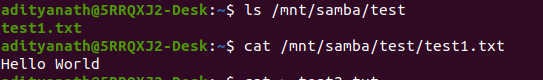 adityanath@5RRQXJ2-Desk:~$ ls /mnt/samba/test
test1.txt
adityanath@5RRQXJ2-Desk:~$ cat /mnt/samba/test/test1.txt
Hello World